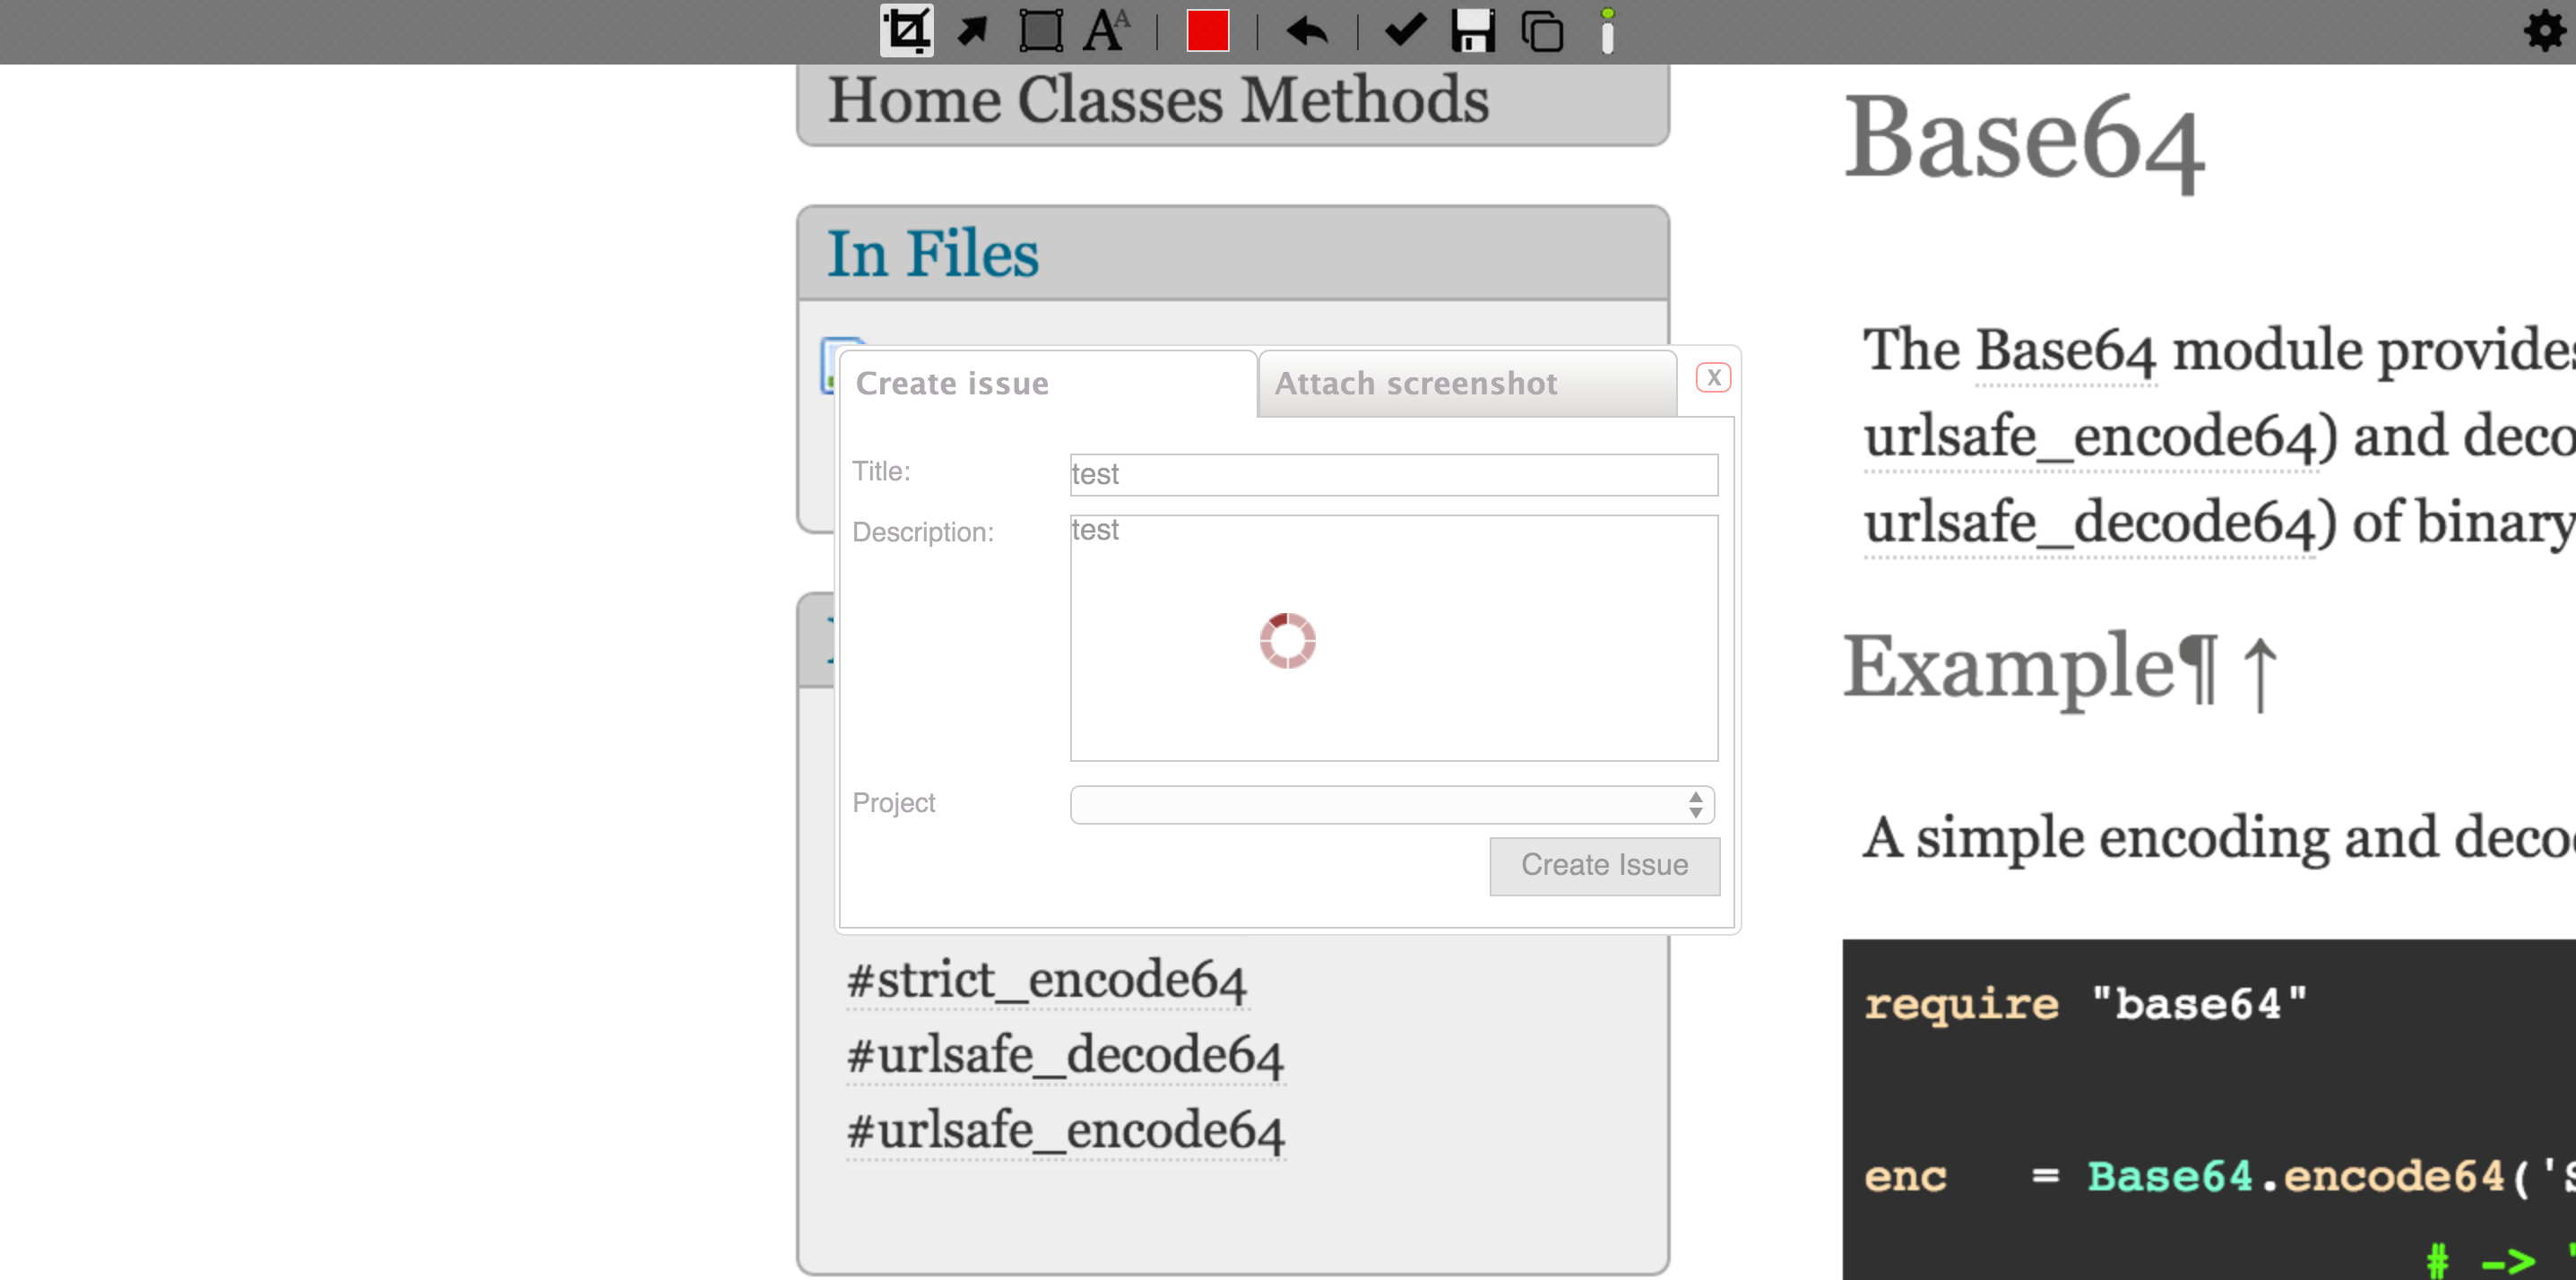 Home Classes Methods
In Files
Create issue
Attach screenshot
X
Title:
test
Description:
test
Project
Create Issue
#strict_encode64
#urlsafe_decode64
#urlsafe_encode64
Base64
The Base64 module provides
urlsafe_encode64) and deco
urlsafe_decode64) of binary
Example¶ ↑
A simple encoding and deco
require "base64"
enc = Base64.encode64('S
# -> "